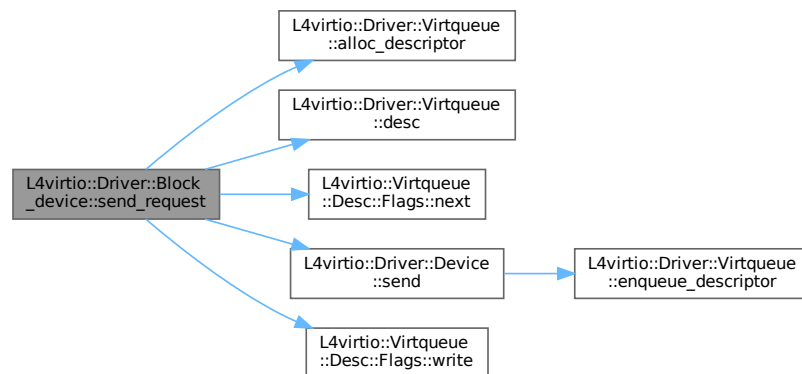 L4virtio::Driver::Block
_device::send_request
L4virtio::Driver::Virtqueue
::alloc_descriptor
L4virtio::Driver::Virtqueue
::desc
L4virtio::Virtqueue
::Desc::Flags::next
L4virtio::Driver::Device
::send
L4virtio::Virtqueue
::Desc::Flags::write
L4virtio::Driver::Virtqueue
::enqueue_descriptor